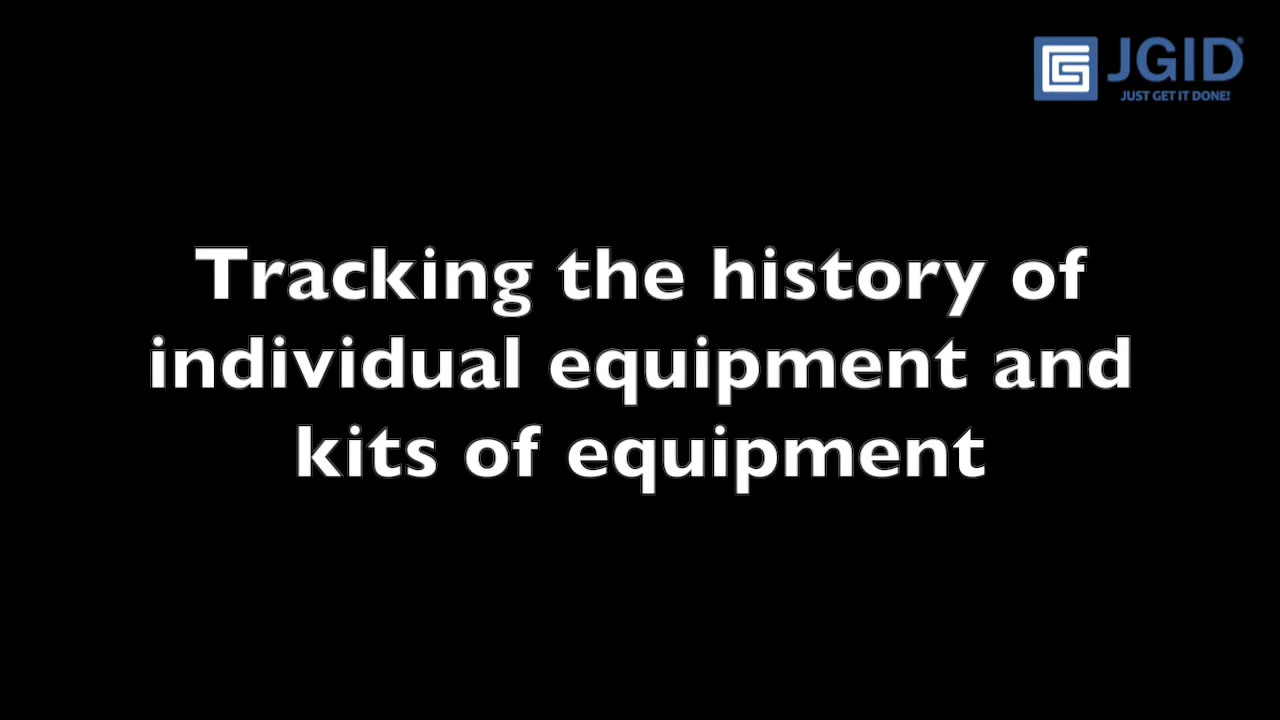 JGID®
JUST GET IT DONE!
Tracking the history of
individual equipment and
kits of equipment